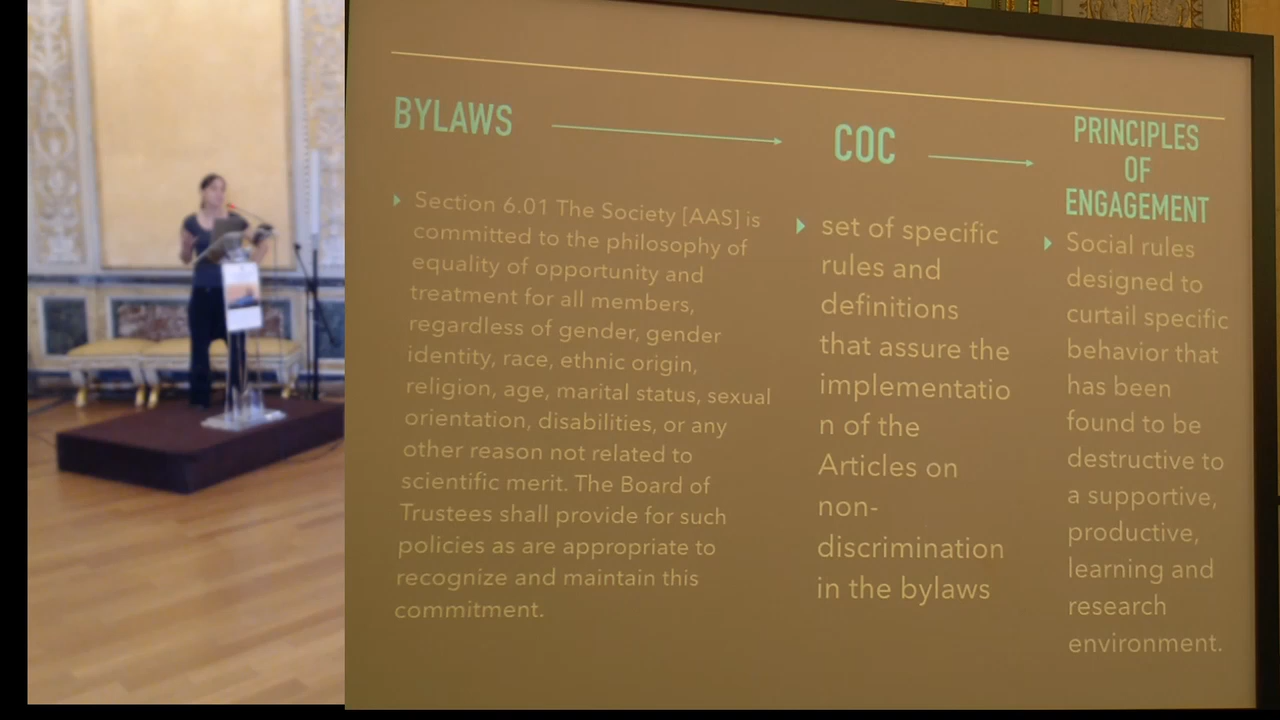 BYLAWS
Section 6.01 The Society [AAS] is
committed to the philosophy of
equality of opportunity and
treatment for all members,
regardless of gender, gender
identity, race, ethnic origin,
religion, age, marital status, sexual
orientation, disabilities, or any
other reason not related to
scientific merit. The Board of
Trustees shall provide for such
policies as are appropriate to
recognize and maintain this
commitment.
COC
set of specific
rules and
definitions
that assure the
implementatio
n of the
Articles on
non-
discrimination
in the bylaws
PRINCIPLES
OF
ENGAGEMENT
Social rules
designed to
curtail specific
behavior that
has been
found to be
destructive to
a supportive,
productive,
learning and
research
environment.